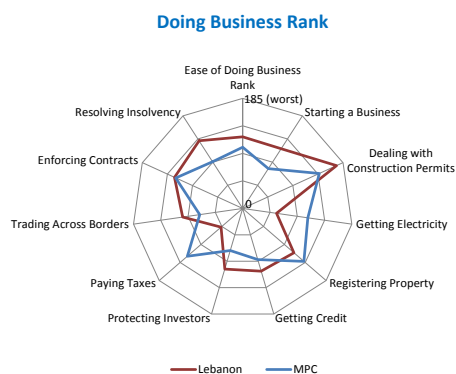 Doing Business Rank
Ease of Doing Business
Rank
185 (worst)
Starting a Business
Dealing with
Construction Permits
Getting Electricity
Registering Property
Getting Credit
Protecting Investors
Paying Taxes
Trading Across Borders
Enforcing Contracts
Resolving Insolvency
0
Lebanon
MPC